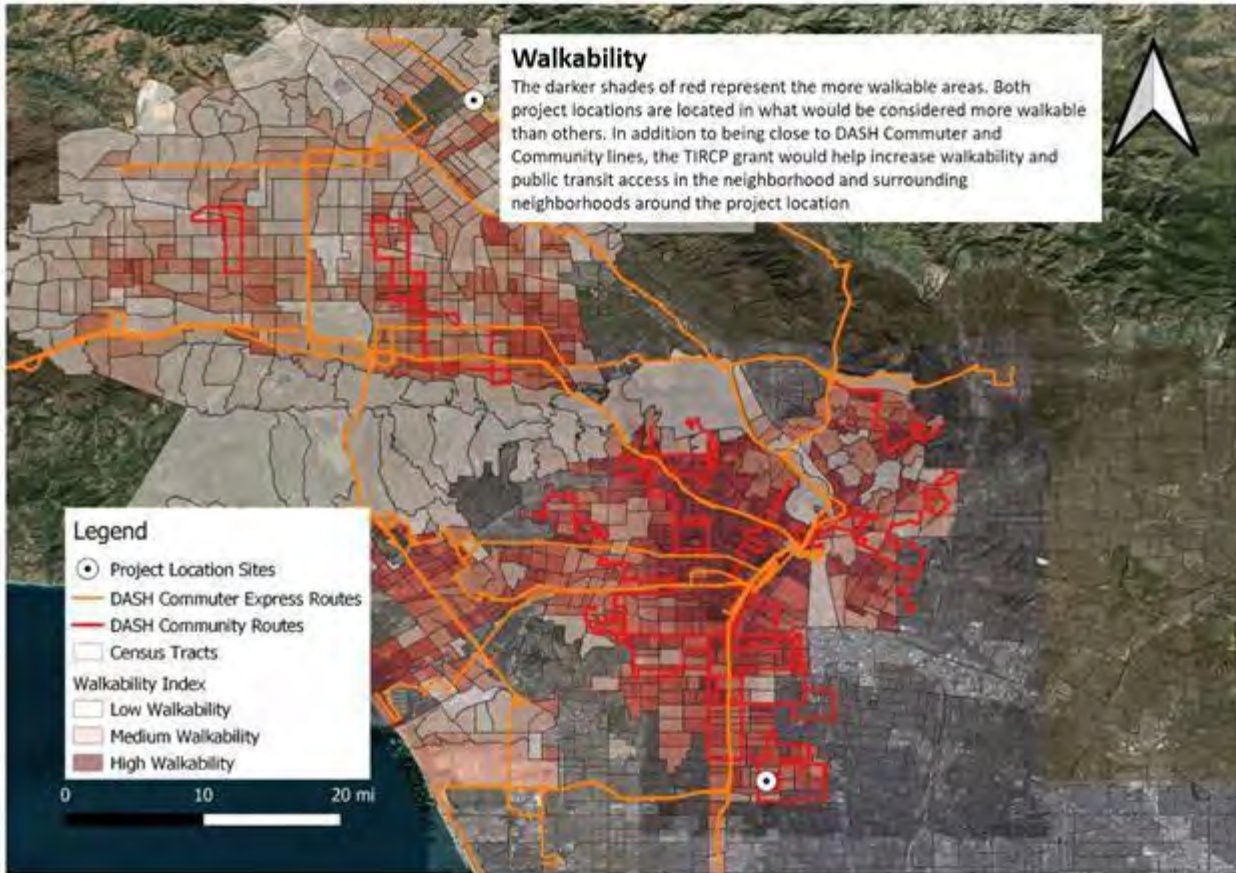 Walkability
The darker shades of red represent the more walkable areas. Both
project locations are located in what would be considered more walkable
than others. In addition to being close to DASH Commuter and
Community lines, the TIRCP grant would help increase walkability and
public transit access in the neighborhood and surrounding
neighborhoods around the project location
Legend
Project Location Sites
DASH Commuter Express Routes
DASH Community Routes
Census Tracts
Walkability Index
Low Walkability
Medium Walkability
High Walkability
0 10 20 mi